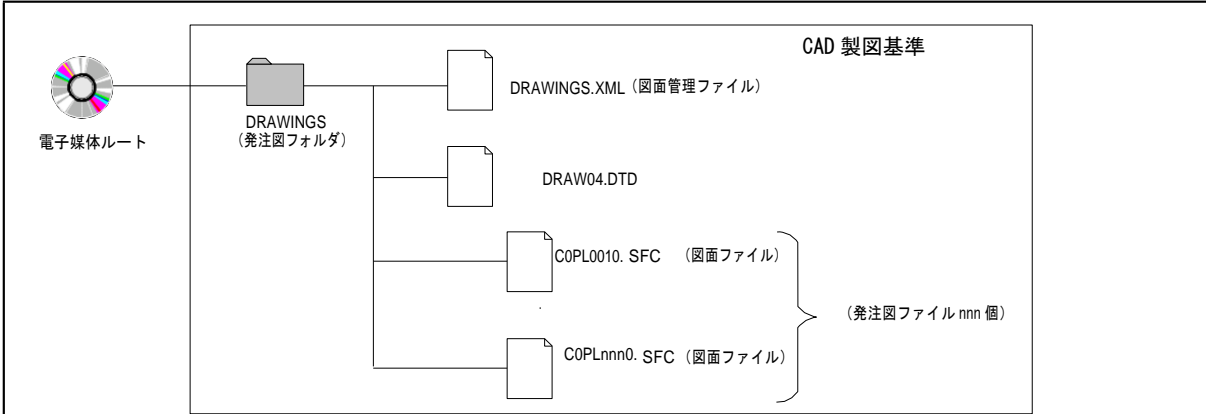 CAD 製図基準
電子媒体ルート
DRAWINGS
(発注図フォルダ)
DRAWINGS.XML (図面管理ファイル)
DRAW04.DTD
C0PL0010. SFC (図面ファイル)
C0PLnnn0. SFC (図面ファイル)
(発注図ファイル nnn 個)